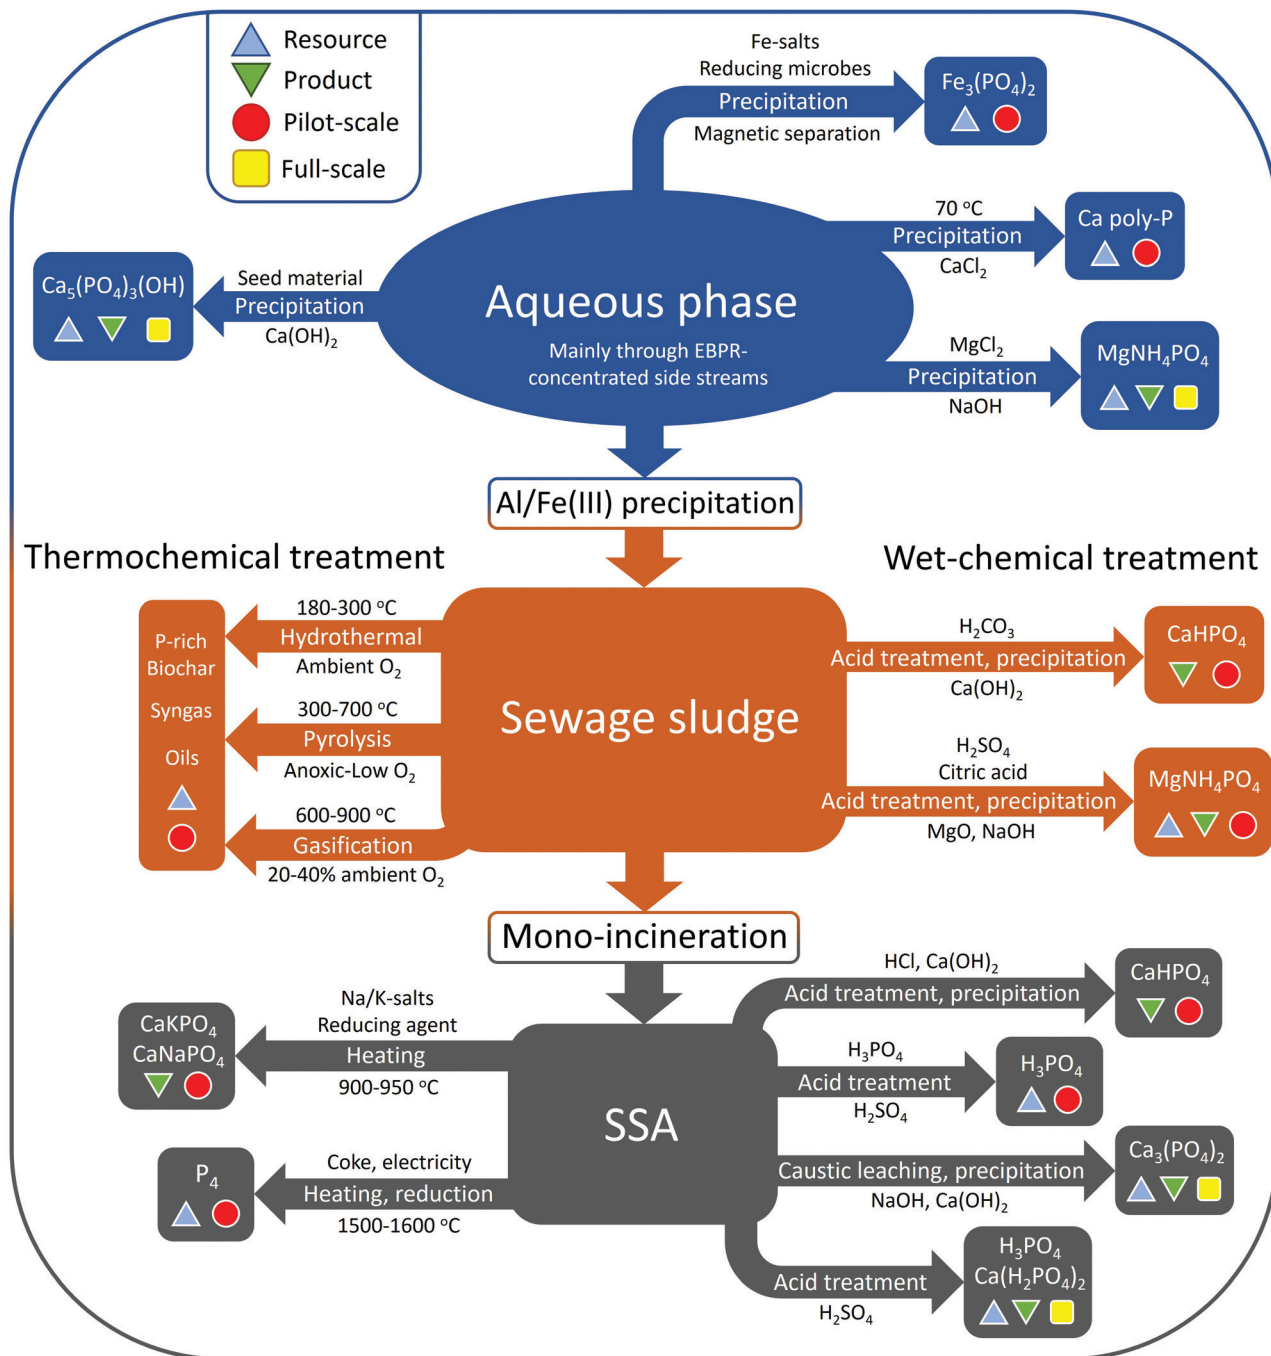 Resource
Product
Pilot-scale
Full-scale
Fe-salts
Reducing microbes
Precipitation
Magnetic separation
Fe₃(PO₄)₂
70 °C
Precipitation
CaCl₂
Ca poly-P
Ca₅(PO₄)₃(OH)
Seed material
Precipitation
Ca(OH)₂
Aqueous phase
Mainly through EBPR-
concentrated side streams
MgCl₂
Precipitation
NaOH
MgNH₄PO₄
Al/Fe(III) precipitation
Thermochemical treatment
Wet-chemical treatment
P-rich
Biochar
Syngas
Oils
180-300 °C
Hydrothermal
Ambient O₂
300-700 °C
Pyrolysis
Anoxic-Low O₂
600-900 °C
Gasification
20-40% ambient O₂
Sewage sludge
H₂CO₃
Acid treatment, precipitation
Ca(OH)₂
CaHPO₄
H₂SO₄
Citric acid
Acid treatment, precipitation
MgO, NaOH
MgNH₄PO₄
Mono-incineration
CaKPO₄
CaNaPO₄
Na/K-salts
Reducing agent
Heating
900-950 °C
P₄
Coke, electricity
Heating, reduction
1500-1600 °C
SSA
HCl, Ca(OH)₂
Acid treatment, precipitation
CaHPO₄
H₃PO₄
Acid treatment
H₂SO₄
H₃PO₄
Caustic leaching, precipitation
NaOH, Ca(OH)₂
Ca₃(PO₄)₂
Acid treatment
H₂SO₄
H₃PO₄
Ca(H₂PO₄)₂